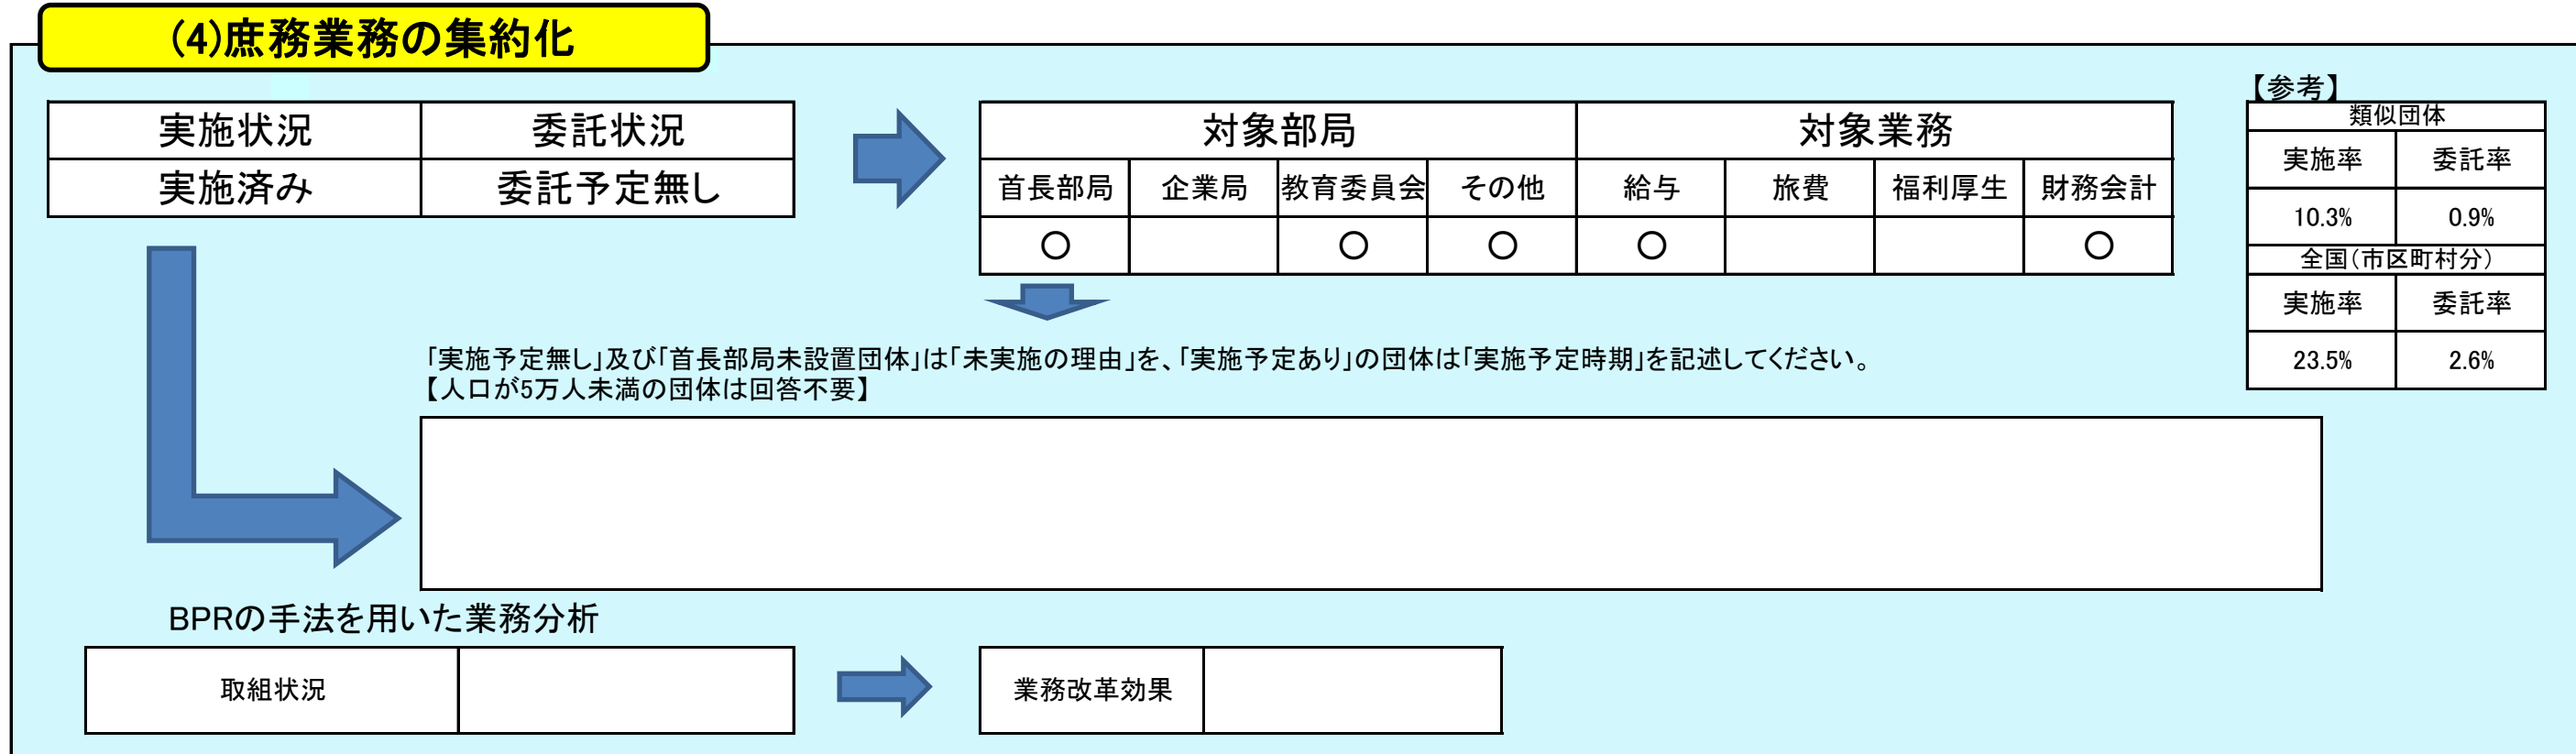 (4)庶務業務の集約化
実施状況 委託状況
実施済み 委託予定無し
対象部局 対象業務
首長部局 企業局 教育委員会 その他 給与 旅費 福利厚生 財務会計
○ ○ ○ ○ ○
【参考】
類似団体
実施率 委託率
10.3% 0.9%
全国(市区町村分)
実施率 委託率
23.5% 2.6%
「実施予定無し」及び「首長部局未設置団体」は「未実施の理由」を、「実施予定あり」の団体は「実施予定時期」を記述してください。
【人口が5万人未満の団体は回答不要】
BPRの手法を用いた業務分析
取組状況
業務改革効果